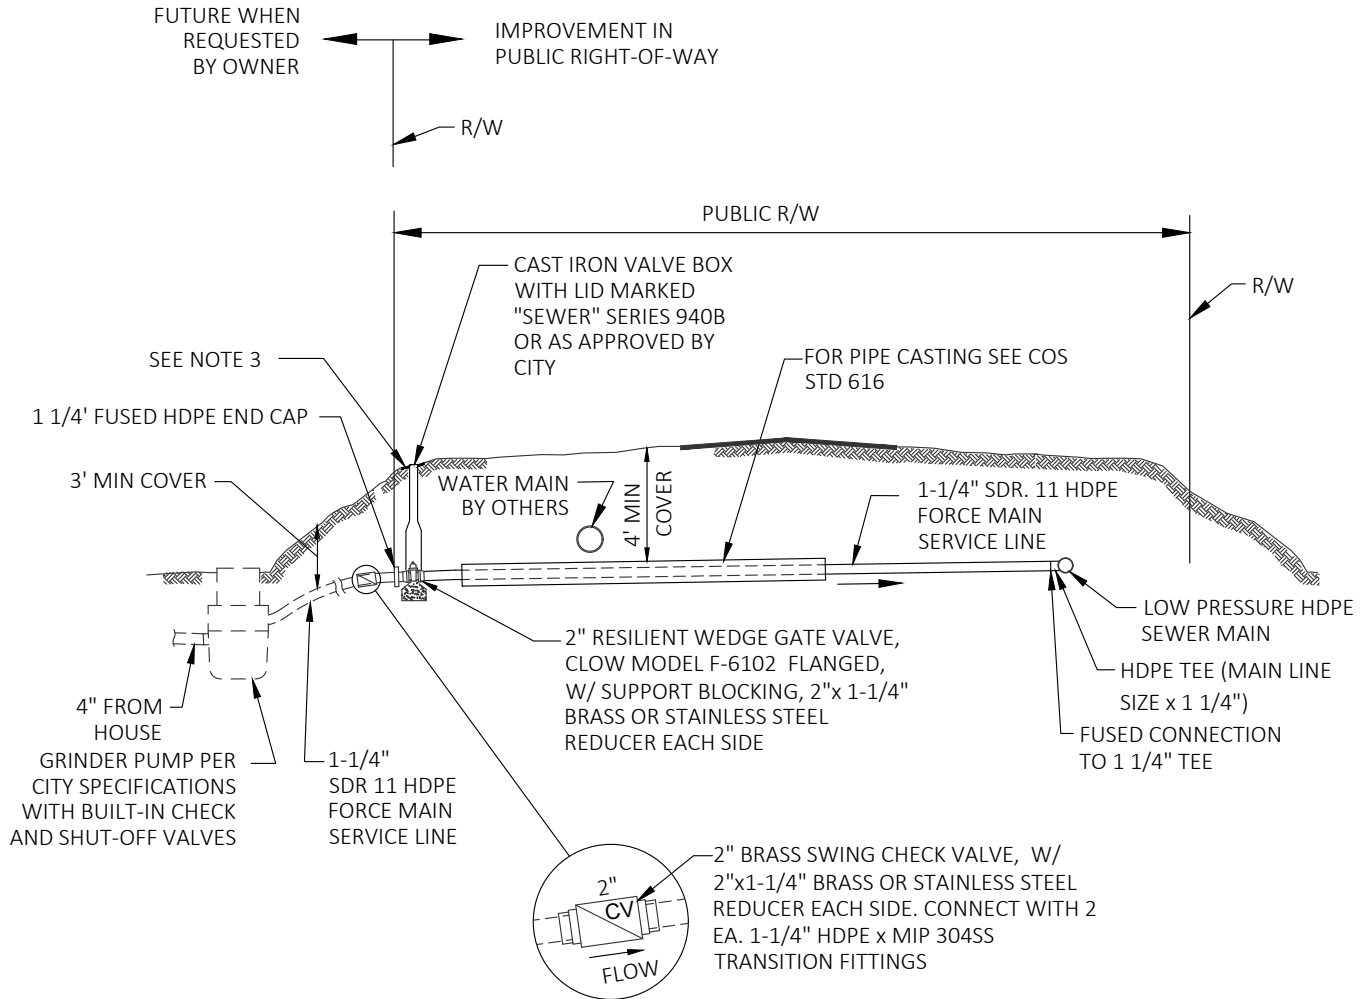 FUTURE WHEN
REQUESTED
BY OWNER
IMPROVEMENT IN
PUBLIC RIGHT-OF-WAY
R/W
PUBLIC R/W
CAST IRON VALVE BOX
WITH LID MARKED
"SEWER" SERIES 940B
OR AS APPROVED BY
CITY
R/W
SEE NOTE 3
FOR PIPE CASTING SEE COS
STD 616
1 1/4' FUSED HDPE END CAP
3' MIN COVER
WATER MAIN
BY OTHERS
4' MIN
COVER
1-1/4" SDR. 11 HDPE
FORCE MAIN
SERVICE LINE
LOW PRESSURE HDPE
SEWER MAIN
2" RESILIENT WEDGE GATE VALVE,
CLOW MODEL F-6102 FLANGED,
W/ SUPPORT BLOCKING, 2"x 1-1/4"
BRASS OR STAINLESS STEEL
REDUCER EACH SIDE
HDPE TEE (MAIN LINE
SIZE x 1 1/4")
FUSED CONNECTION
TO 1 1/4" TEE
4" FROM
HOUSE
GRINDER PUMP PER
CITY SPECIFICATIONS
WITH BUILT-IN CHECK
AND SHUT-OFF VALVES
1-1/4"
SDR 11 HDPE
FORCE MAIN
SERVICE LINE
2"
CV
FLOW
2" BRASS SWING CHECK VALVE, W/
2"x1-1/4" BRASS OR STAINLESS STEEL
REDUCER EACH SIDE. CONNECT WITH 2
EA. 1-1/4" HDPE x MIP 304SS
TRANSITION FITTINGS